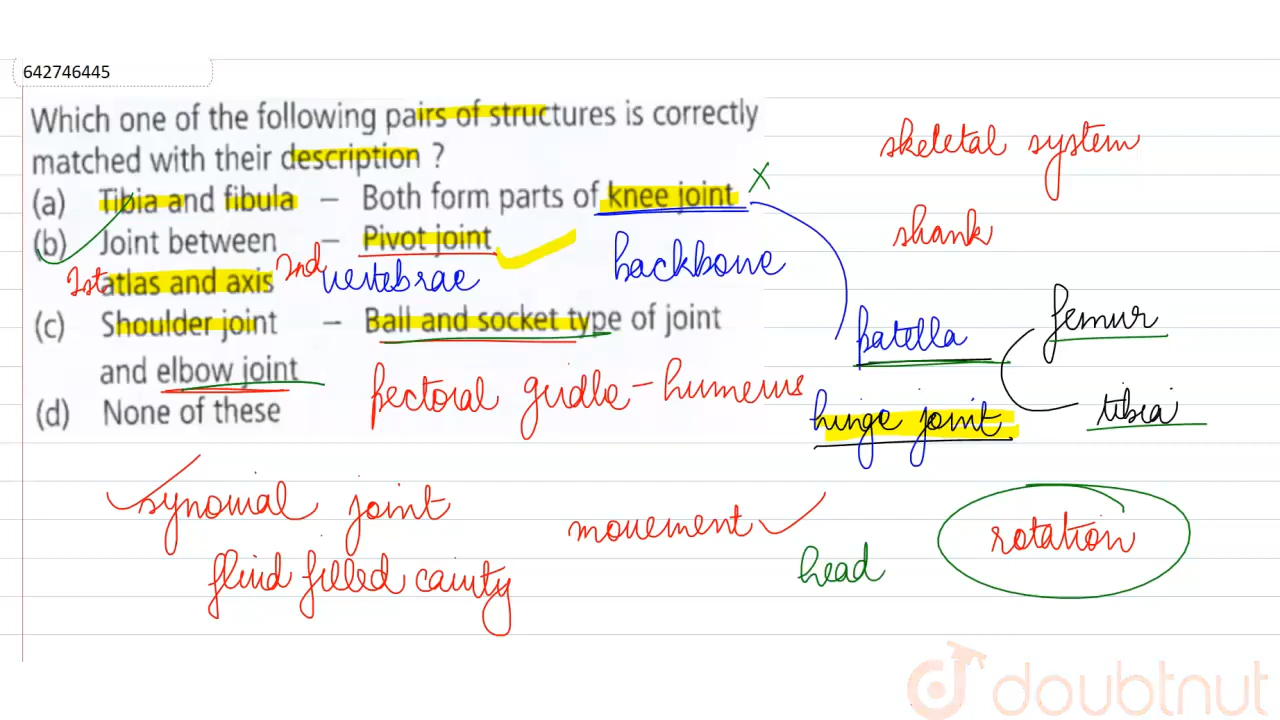 642746445
Which one of the following pairs of structures is correctly
matched with their description ?
(a) Tibia and fibula – Both form parts of knee joint X
(b) Joint between – Pivot joint
1st atlas and axis 2nd vertebrae
backbone
(c) Shoulder joint – Ball and socket type of joint
and elbow joint
(d) None of these
pectoral girdle – humerus
skeletal system
shank
patella
femur
tibia
hinge joint
synovial joint
fluid filled cavity
movement
head
rotation
doubtnut